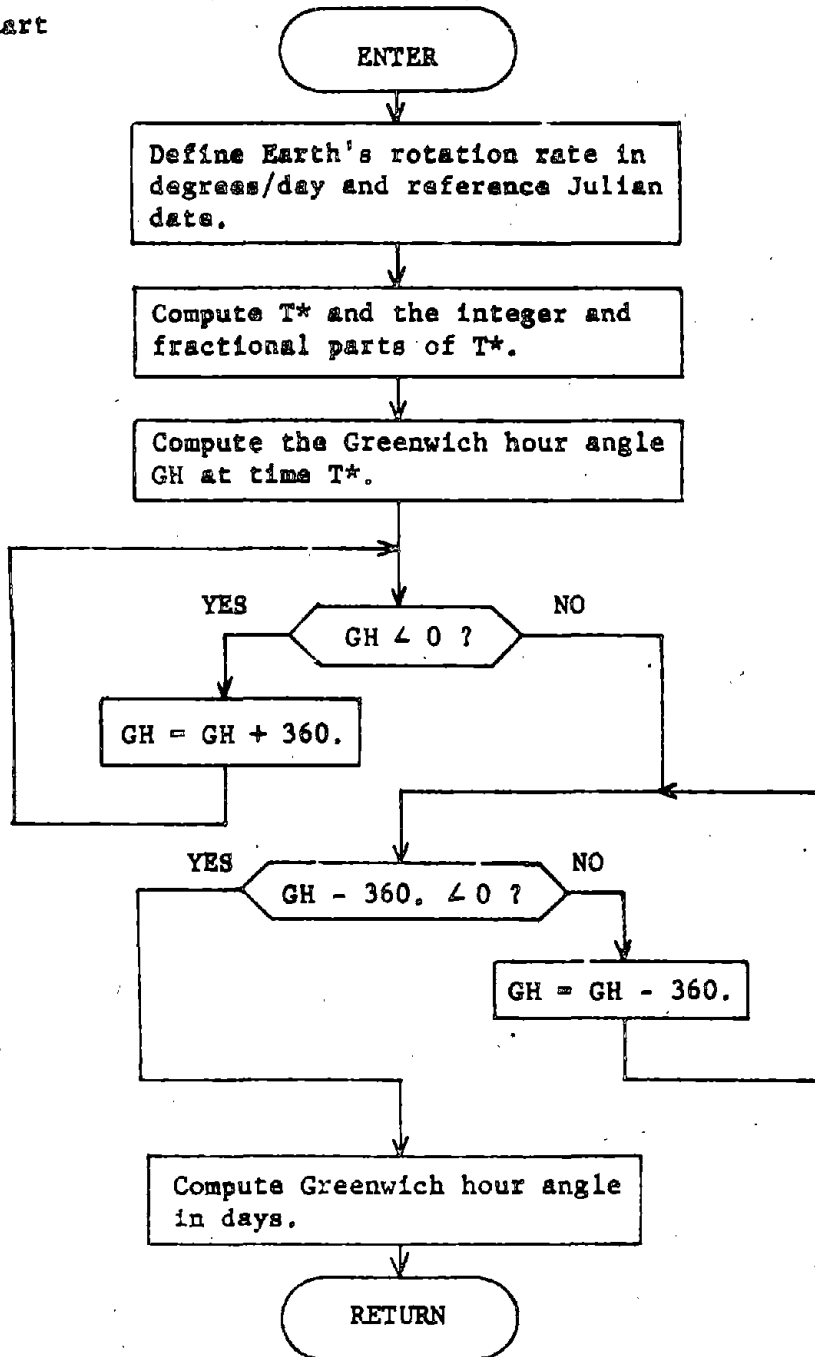 ENTER
Define Earth's rotation rate in
degrees/day and reference Julian
date.
Compute T* and the integer and
fractional parts of T*.
Compute the Greenwich hour angle
GH at time T*.
YES
NO
GH ∠ 0 ?
GH = GH + 360.
YES
NO
GH - 360. ∠ 0 ?
GH = GH - 360.
Compute Greenwich hour angle
in days.
RETURN